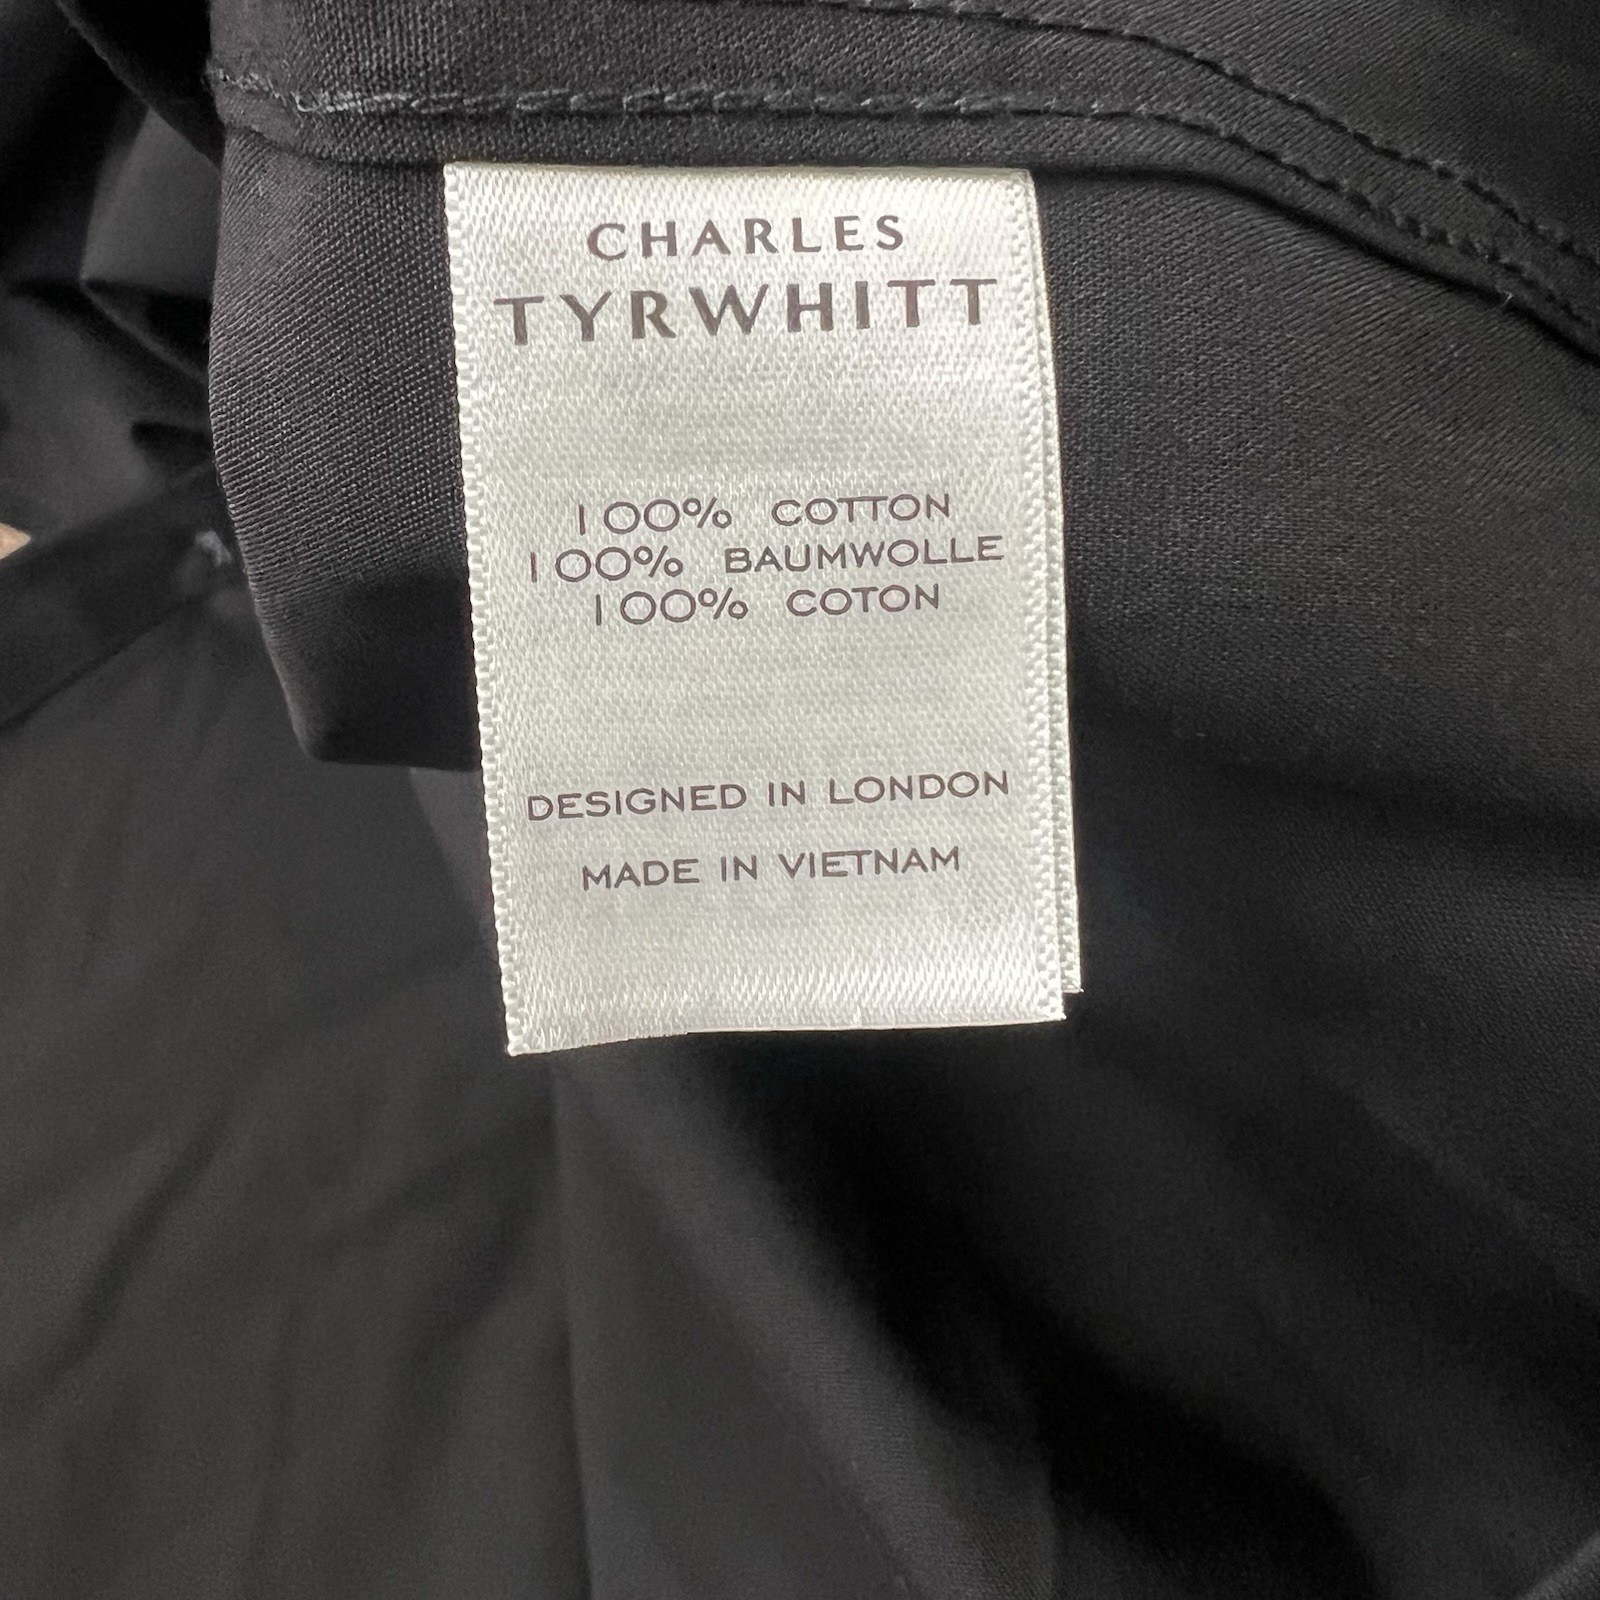 CHARLES
TYRWHITT
100% COTTON
100% BAUMWOLLE
100% COTON
DESIGNED IN LONDON
MADE IN VIETNAM